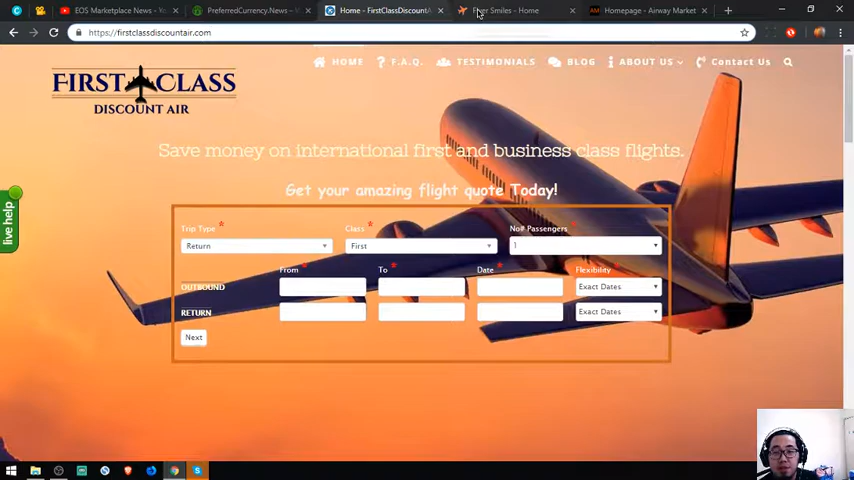 EOS Marketplace News –
PreferredCurrency.News –
Home - FirstClassDiscountA
Flyer Smiles - Home
Homepage - Airway Market
https://firstclassdiscountair.com
HOME
F.A.Q.
TESTIMONIALS
BLOG
ABOUT US
Contact Us
FIRST CLASS
DISCOUNT AIR
Save money on international first and business class flights.
Get your amazing flight quote Today!
live help
Trip Type *
Class *
No# Passengers *
Return
First
1
From *
To *
Date *
Flexibility *
OUTBOUND
Exact Dates
RETURN
Exact Dates
Next